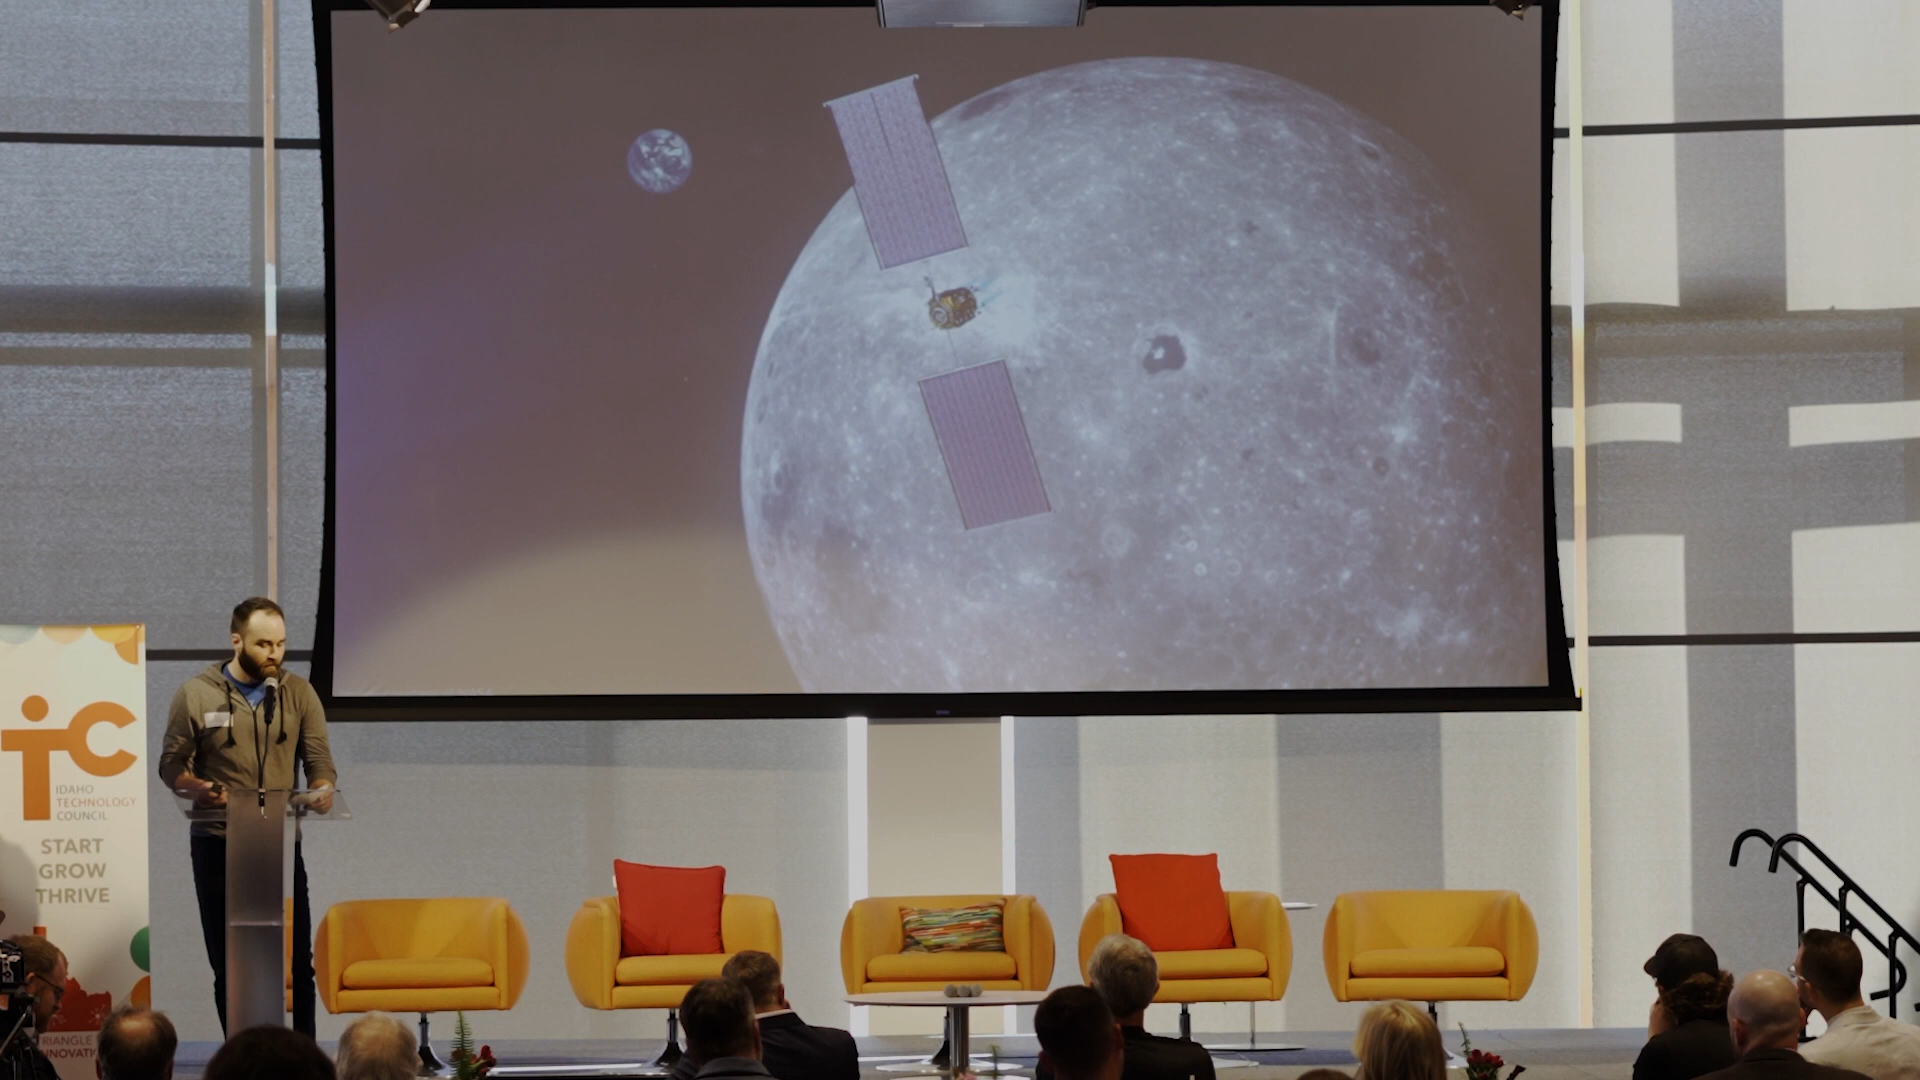 iTC
IDAHO
TECHNOLOGY
COUNCIL
START
GROW
THRIVE